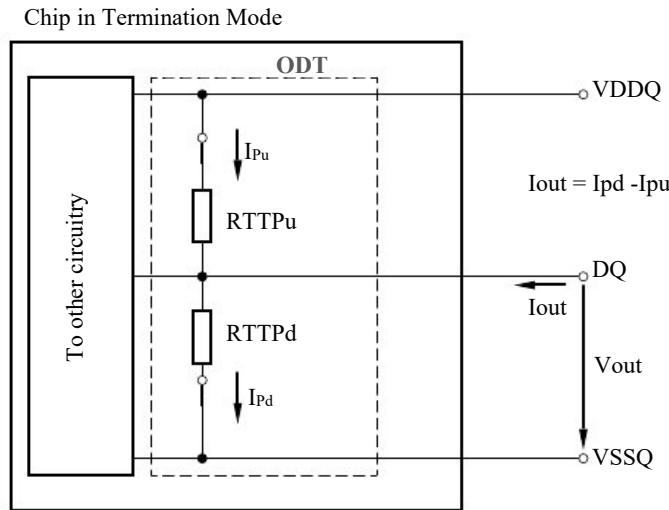 Chip in Termination Mode
ODT
VDDQ
IPu
Iout = Ipd -Ipu
RTTPu
To other circuitry
DQ
Iout
RTTPd
Vout
IPd
VSSQ